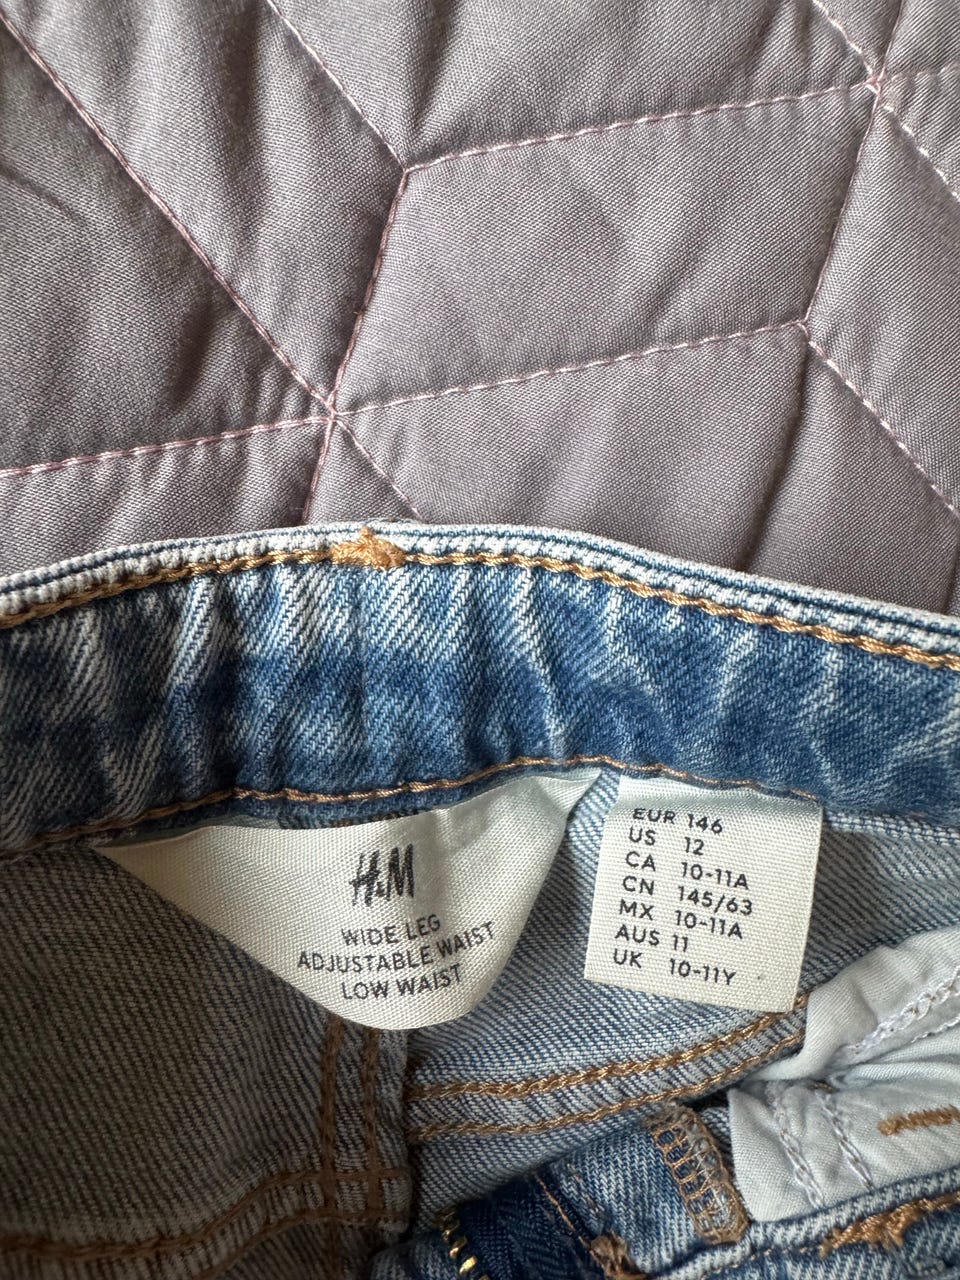 H&M
WIDE LEG
ADJUSTABLE WAIST
LOW WAIST
EUR 146
US 12
CA 10-11A
CN 145/63
MX 10-11A
AUS 11
UK 10-11Y